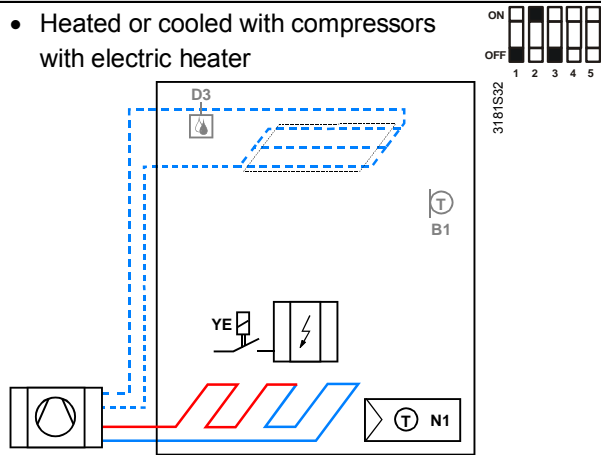 • Heated or cooled with compressors
with electric heater
ON
OFF
1 2 3 4 5
3181S32
D3
T
B1
YE
T N1